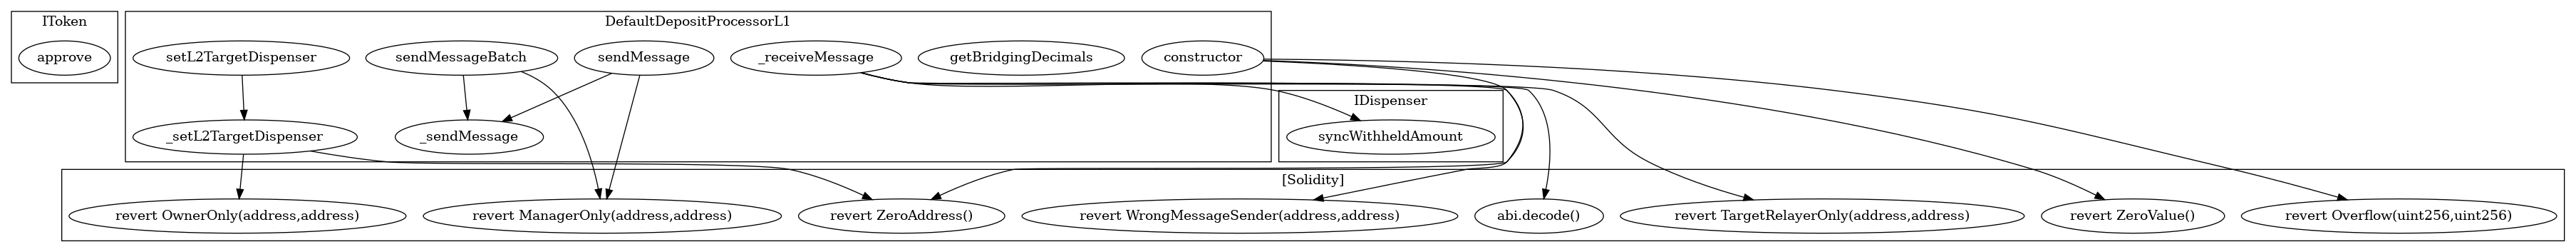 IToken
DefaultDepositProcessorL1
approve
setL2TargetDispenser
sendMessageBatch
sendMessage
_receiveMessage
getBridgingDecimals
constructor
IDispenser
_setL2TargetDispenser
_sendMessage
syncWithheldAmount
[Solidity]
revert OwnerOnly(address,address)
revert ManagerOnly(address,address)
revert ZeroAddress()
revert WrongMessageSender(address,address)
abi.decode()
revert TargetRelayerOnly(address,address)
revert ZeroValue()
revert Overflow(uint256,uint256)